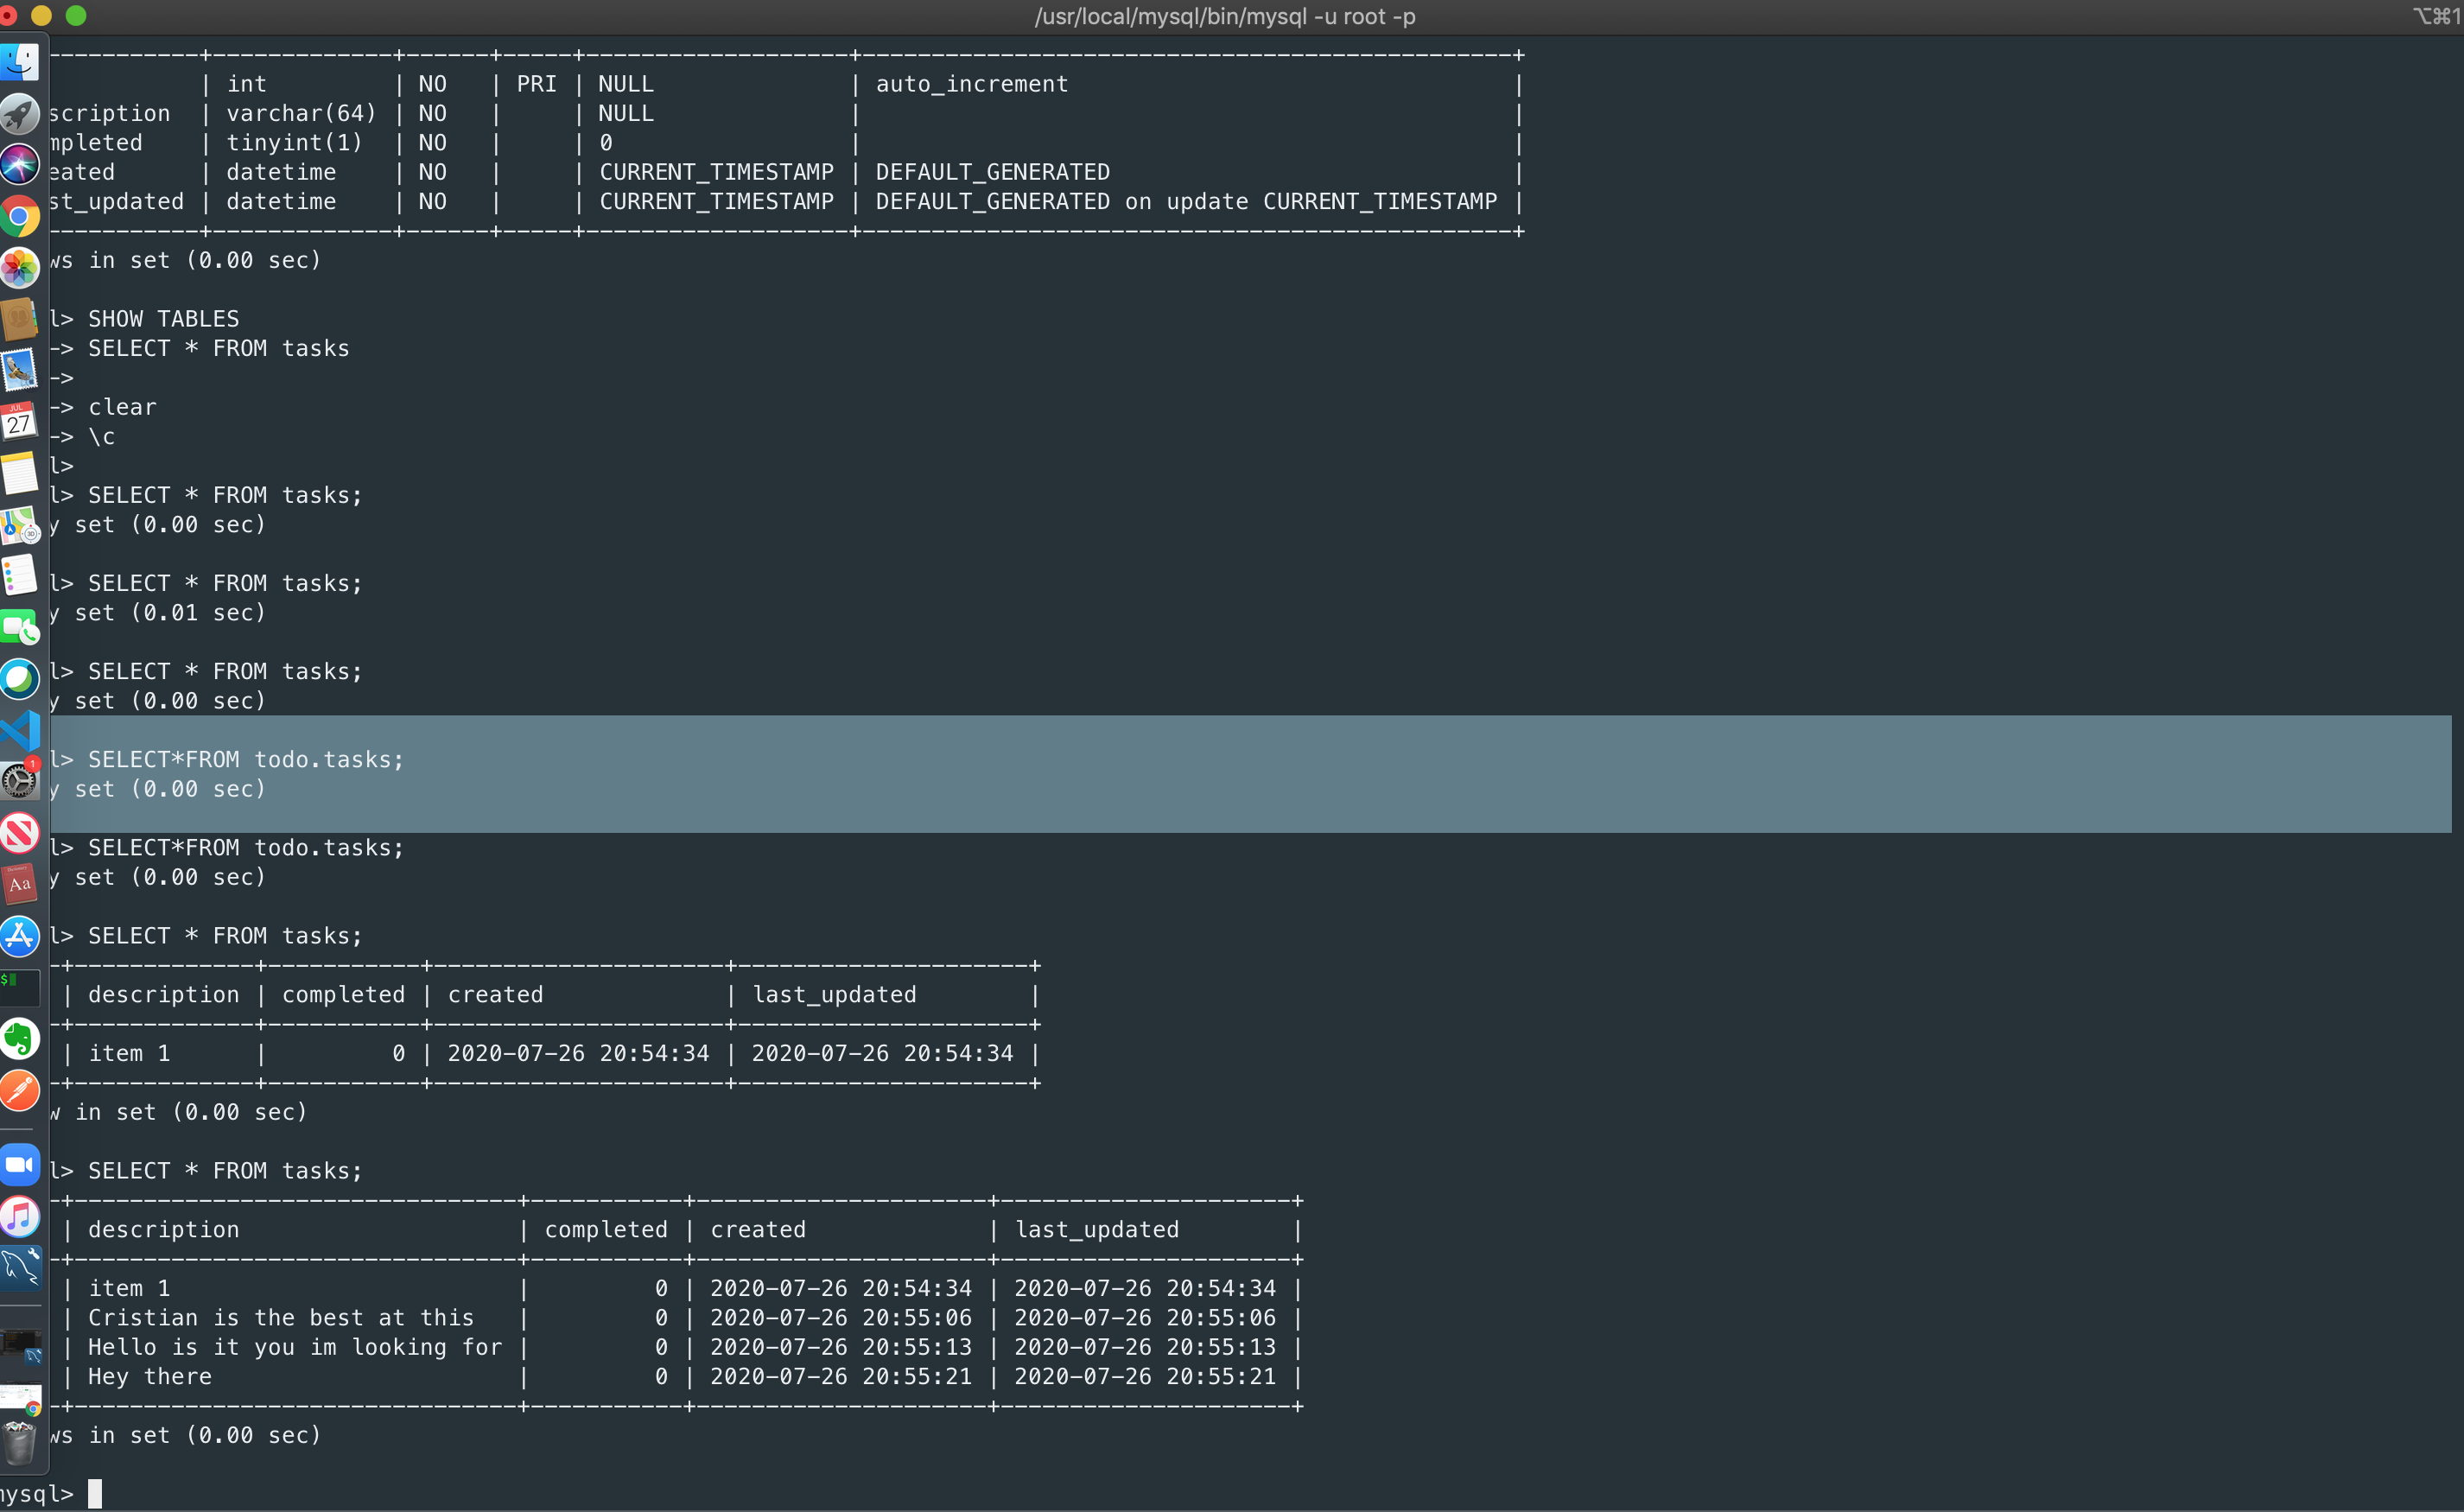 /usr/local/mysql/bin/mysql -u root -p
⌥⌘1
-----------+-------------+------+-----+-------------------+-----------------------------------------------+
| int | NO | PRI | NULL | auto_increment |
scription | varchar(64) | NO | | NULL | |
mpleted | tinyint(1) | NO | | 0 | |
eated | datetime | NO | | CURRENT_TIMESTAMP | DEFAULT_GENERATED |
st_updated | datetime | NO | | CURRENT_TIMESTAMP | DEFAULT_GENERATED on update CURRENT_TIMESTAMP |
-----------+-------------+------+-----+-------------------+-----------------------------------------------+
ws in set (0.00 sec)
l> SHOW TABLES
-> SELECT * FROM tasks
->
-> clear
-> \c
l>
l> SELECT * FROM tasks;
y set (0.00 sec)
l> SELECT * FROM tasks;
y set (0.01 sec)
l> SELECT * FROM tasks;
y set (0.00 sec)
l> SELECT*FROM todo.tasks;
y set (0.00 sec)
l> SELECT*FROM todo.tasks;
y set (0.00 sec)
l> SELECT * FROM tasks;
-+-------------+-----------+---------------------+---------------------+
| description | completed | created | last_updated |
-+-------------+-----------+---------------------+---------------------+
| item 1 | 0 | 2020-07-26 20:54:34 | 2020-07-26 20:54:34 |
-+-------------+-----------+---------------------+---------------------+
w in set (0.00 sec)
l> SELECT * FROM tasks;
-+--------------------------------+-----------+---------------------+---------------------+
| description | completed | created | last_updated |
-+--------------------------------+-----------+---------------------+---------------------+
| item 1 | 0 | 2020-07-26 20:54:34 | 2020-07-26 20:54:34 |
| Cristian is the best at this | 0 | 2020-07-26 20:55:06 | 2020-07-26 20:55:06 |
| Hello is it you im looking for | 0 | 2020-07-26 20:55:13 | 2020-07-26 20:55:13 |
| Hey there | 0 | 2020-07-26 20:55:21 | 2020-07-26 20:55:21 |
-+--------------------------------+-----------+---------------------+---------------------+
ws in set (0.00 sec)
mysql>
JUL
27
3D
1
Aa
$